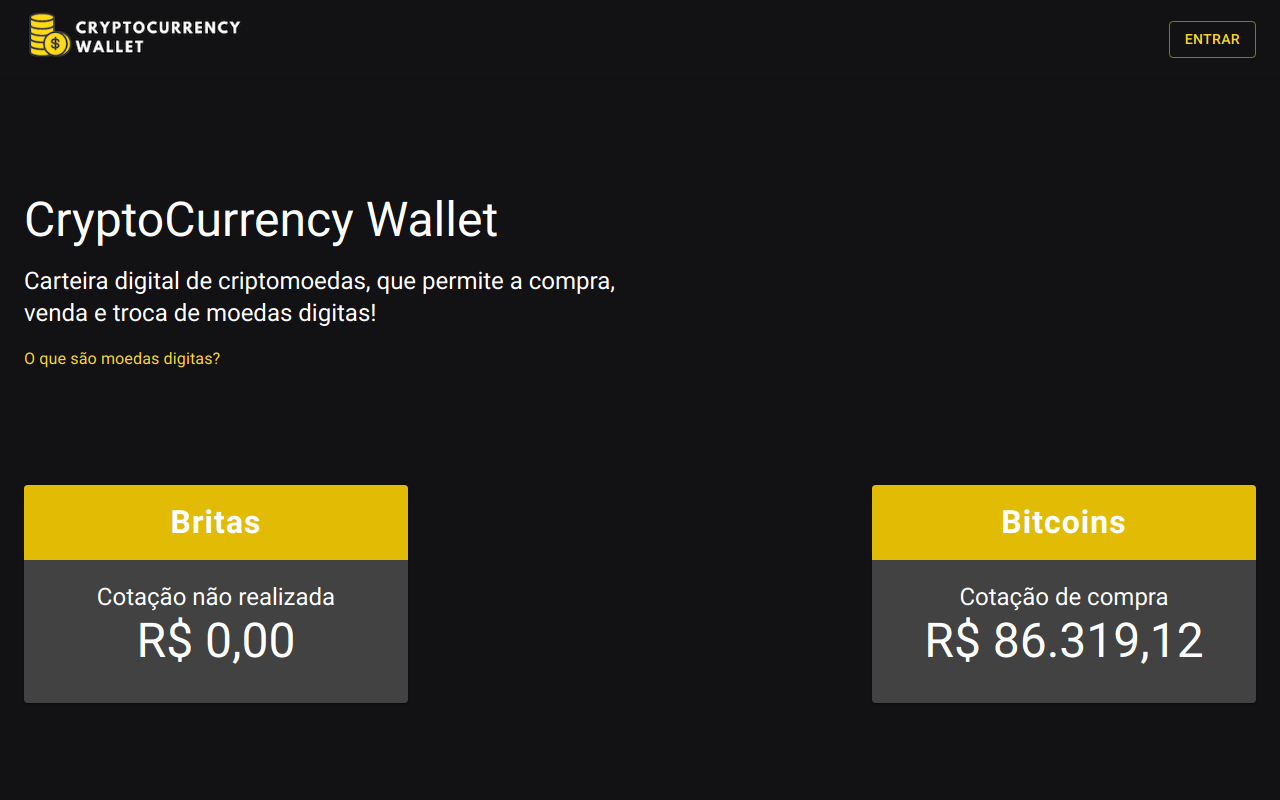 CRYPTOCURRENCY
WALLET
ENTRAR
CryptoCurrency Wallet
Carteira digital de criptomoedas, que permite a compra,
venda e troca de moedas digitas!
O que são moedas digitas?
Britas
Cotação não realizada
R$ 0,00
Bitcoins
Cotação de compra
R$ 86.319,12